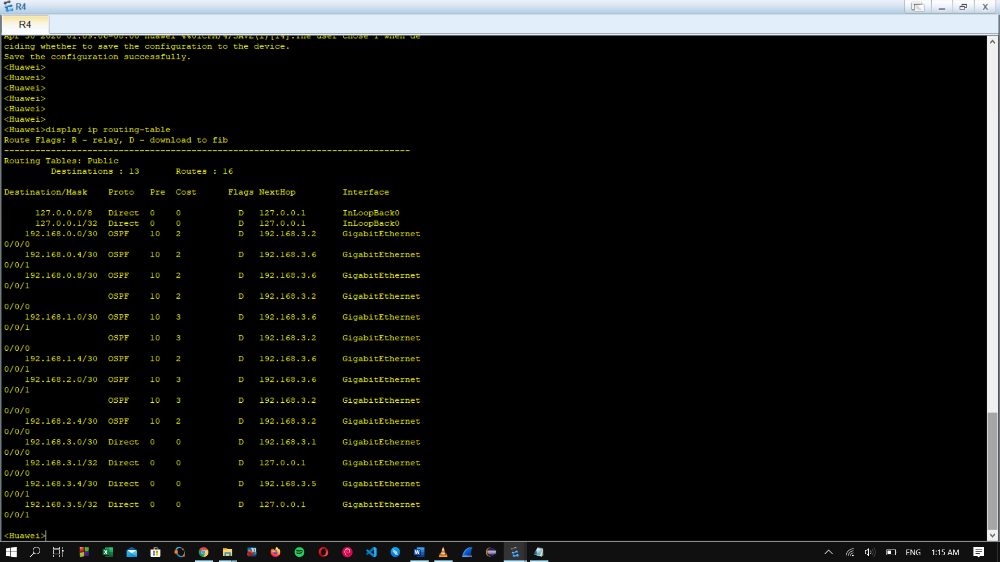 R4
R4
ciding whether to save the configuration to the device.
Save the configuration successfully.
<Huawei>
<Huawei>
<Huawei>
<Huawei>
<Huawei>
<Huawei>
<Huawei>display ip routing-table
Route Flags: R - relay, D - download to fib
------------------------------------------------------------------------------
Routing Tables: Public
         Destinations : 13       Routes : 16
Destination/Mask    Proto   Pre  Cost      Flags NextHop         Interface
      127.0.0.0/8   Direct  0    0           D   127.0.0.1       InLoopBack0
      127.0.0.1/32  Direct  0    0           D   127.0.0.1       InLoopBack0
    192.168.0.0/30  OSPF    10   2           D   192.168.3.2     GigabitEthernet
0/0/0
    192.168.0.4/30  OSPF    10   2           D   192.168.3.6     GigabitEthernet
0/0/1
    192.168.0.8/30  OSPF    10   2           D   192.168.3.6     GigabitEthernet
0/0/1
                    OSPF    10   2           D   192.168.3.2     GigabitEthernet
0/0/0
    192.168.1.0/30  OSPF    10   3           D   192.168.3.6     GigabitEthernet
0/0/1
                    OSPF    10   3           D   192.168.3.2     GigabitEthernet
0/0/0
    192.168.1.4/30  OSPF    10   2           D   192.168.3.6     GigabitEthernet
0/0/1
    192.168.2.0/30  OSPF    10   3           D   192.168.3.6     GigabitEthernet
0/0/1
                    OSPF    10   3           D   192.168.3.2     GigabitEthernet
0/0/0
    192.168.2.4/30  OSPF    10   2           D   192.168.3.2     GigabitEthernet
0/0/0
    192.168.3.0/30  Direct  0    0           D   192.168.3.1     GigabitEthernet
0/0/0
    192.168.3.1/32  Direct  0    0           D   127.0.0.1       GigabitEthernet
0/0/0
    192.168.3.4/30  Direct  0    0           D   192.168.3.5     GigabitEthernet
0/0/1
    192.168.3.5/32  Direct  0    0           D   127.0.0.1       GigabitEthernet
0/0/1
<Huawei>
ENG
1:15 AM